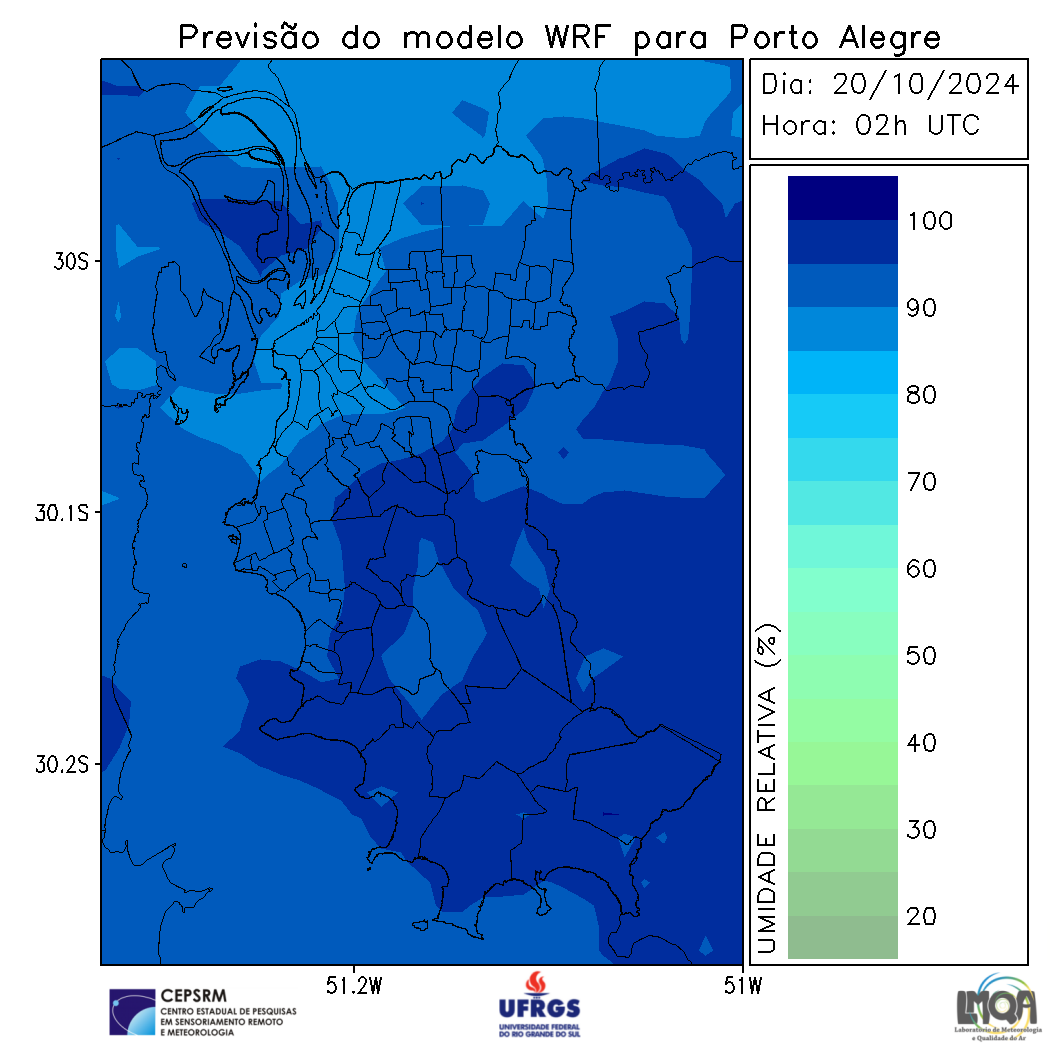 Previsão do modelo WRF para Porto Alegre
Dia: 20/10/2024
Hora: 02h UTC
100
90
80
70
60
50
40
30
20
UMIDADE RELATIVA (%)
30S
30.1S
30.2S
51.2W
51W
CEPSRM
CENTRO ESTADUAL DE PESQUISAS
EM SENSORIAMENTO REMOTO
E METEOROLOGIA
UFRGS
UNIVERSIDADE FEDERAL
DO RIO GRANDE DO SUL
LMQA
Laboratório de Meteorologia
e Qualidade do Ar